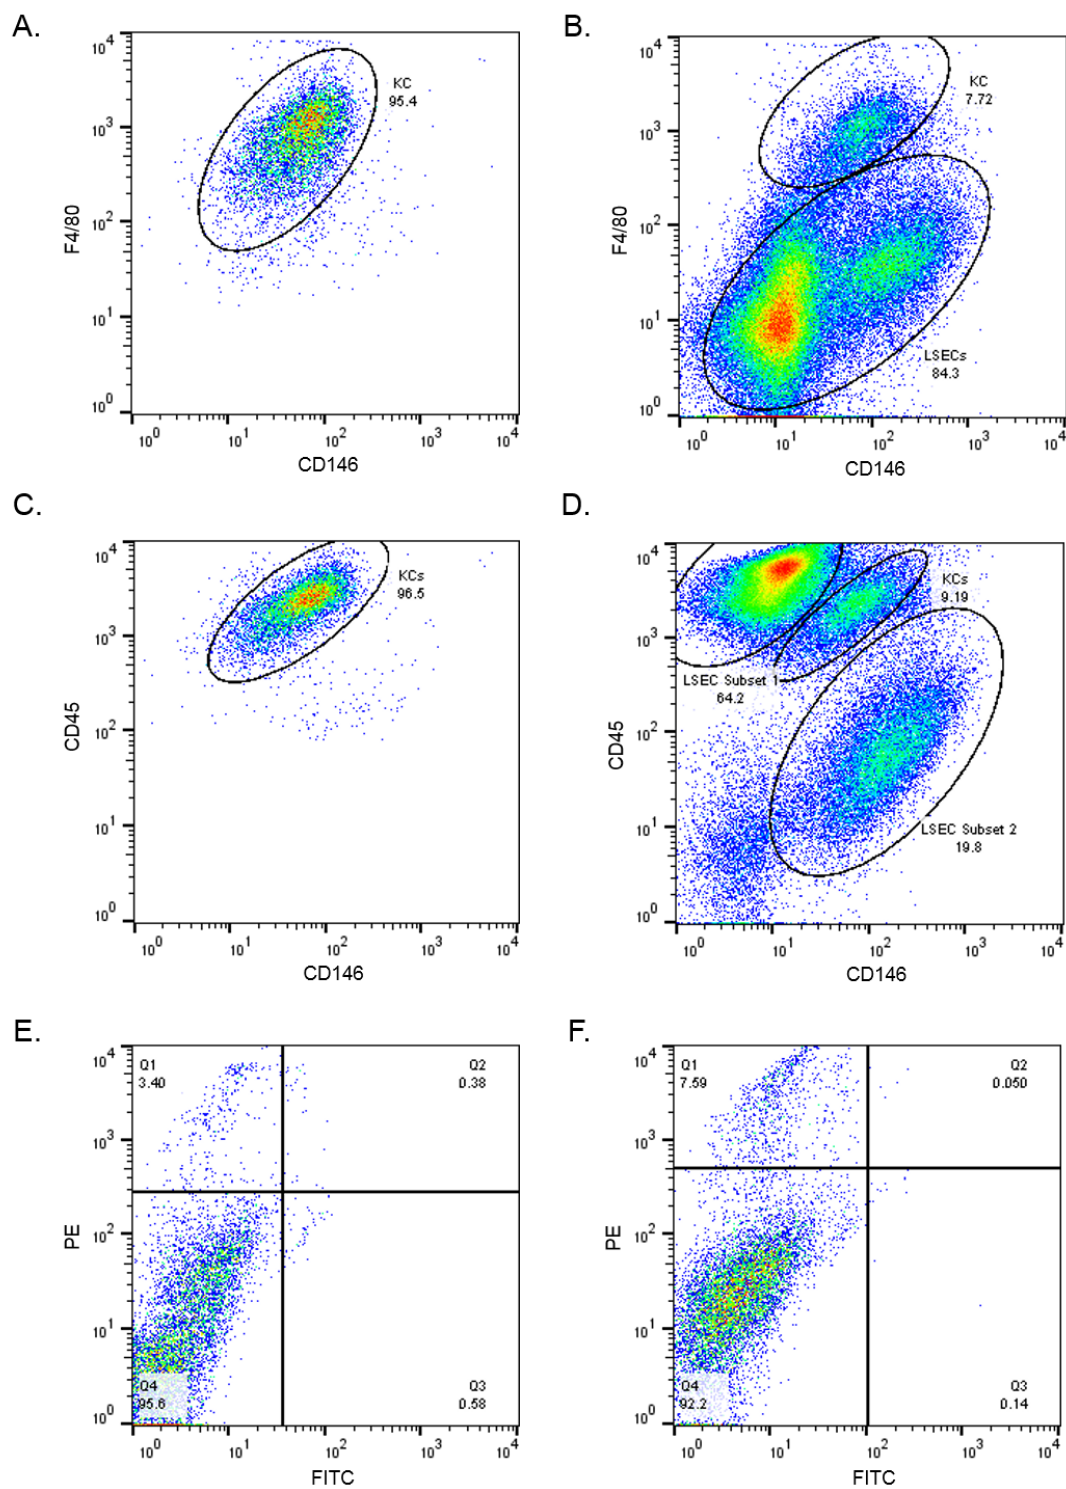 A.
10^4
10^3
10^2
10^1
10^0
F4/80
KC
95.4
10^0 10^1 10^2 10^3 10^4
CD146
B.
10^4
10^3
10^2
10^1
10^0
F4/80
KC
7.72
LSECs
84.3
10^0 10^1 10^2 10^3 10^4
CD146
C.
10^4
10^3
10^2
10^1
10^0
CD45
KCs
96.5
10^0 10^1 10^2 10^3 10^4
CD146
D.
10^4
10^3
10^2
10^1
10^0
CD45
KCs
9.19
LSEC Subset 1
64.2
LSEC Subset 2
19.8
10^0 10^1 10^2 10^3 10^4
CD146
E.
10^4
10^3
10^2
10^1
10^0
PE
Q1
3.40
Q2
0.38
Q4
95.6
Q3
0.58
10^0 10^1 10^2 10^3 10^4
FITC
F.
10^4
10^3
10^2
10^1
10^0
PE
Q1
7.59
Q2
0.050
Q4
92.2
Q3
0.14
10^0 10^1 10^2 10^3 10^4
FITC